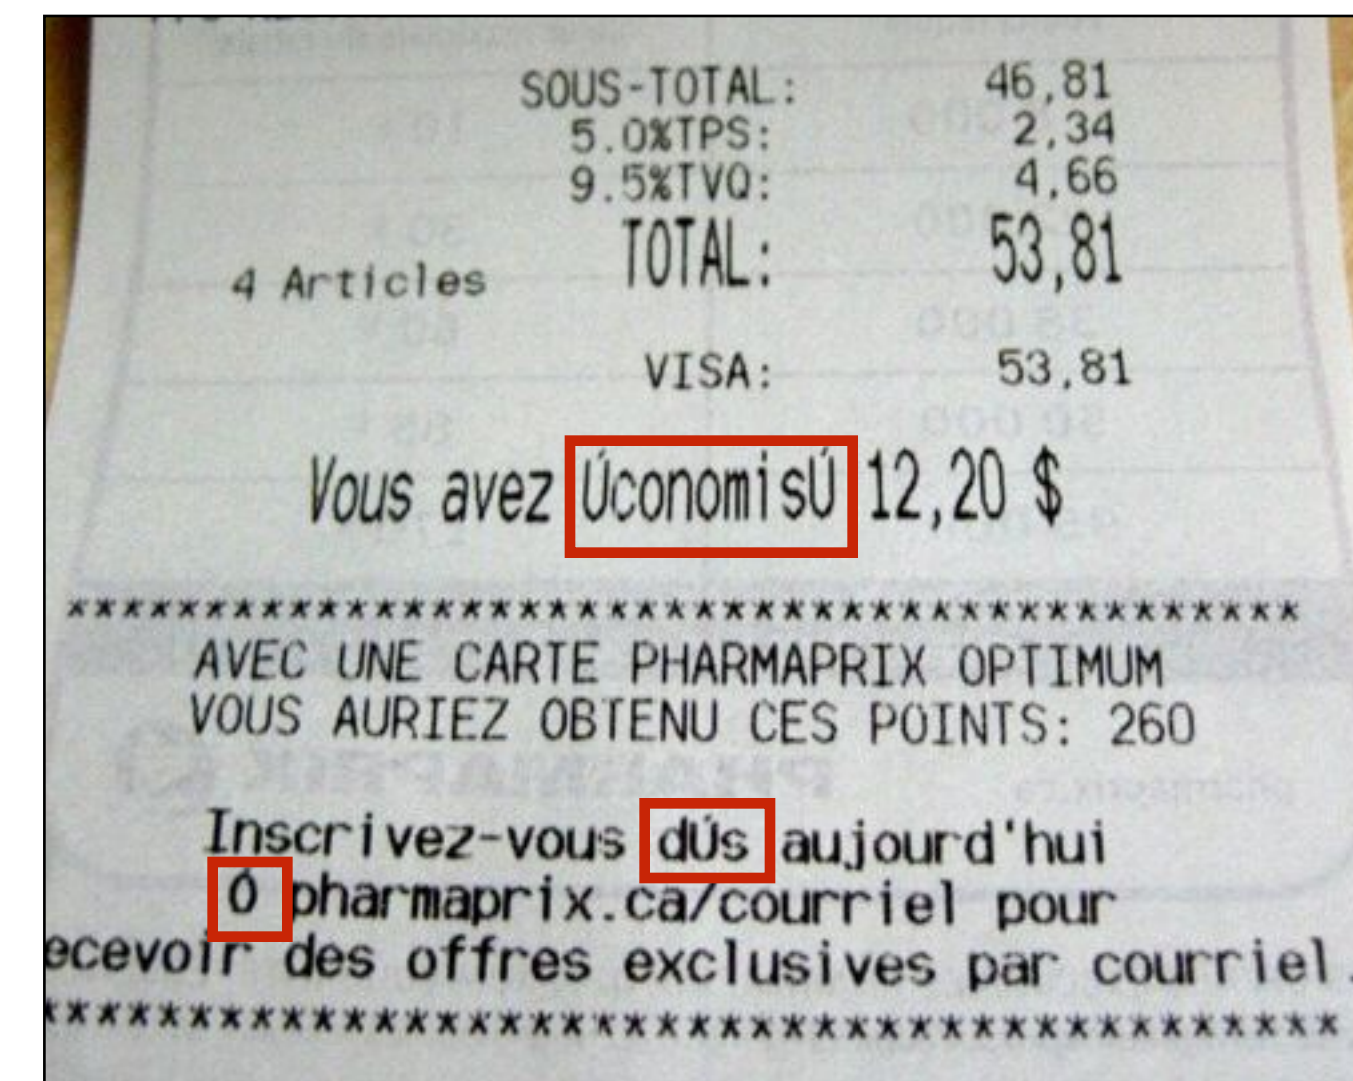 SOUS-TOTAL: 46,81
5.0%TPS: 2,34
9.5%TVQ: 4,66
4 Articles TOTAL: 53,81
VISA: 53,81
Vous avez ÚconomisÚ 12,20 $
*******************************************
AVEC UNE CARTE PHARMAPRIX OPTIMUM
VOUS AURIEZ OBTENU CES POINTS: 260
Inscrivez-vous dÚs aujourd'hui
Ó pharmaprix.ca/courriel pour
ecevoir des offres exclusives par courriel.
*******************************************